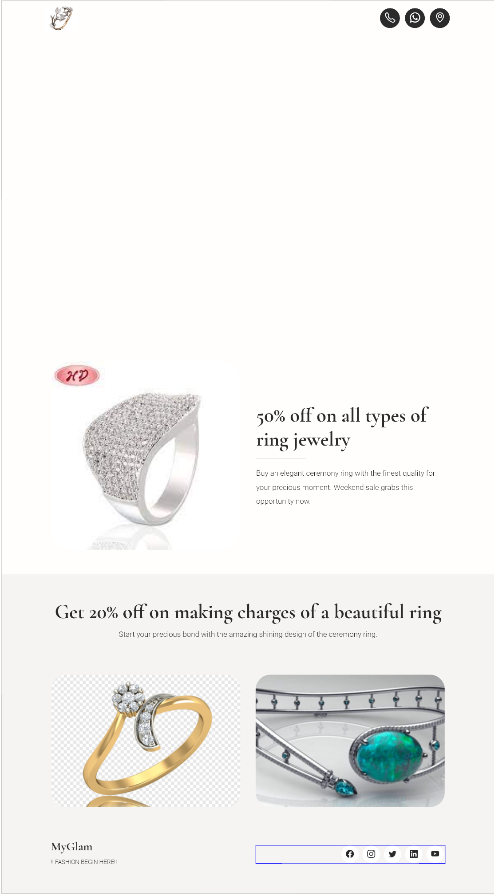 HD
50% off on all types of
ring jewelry
Buy an elegant ceremony ring with the finest quality for
your precious moment. Weekend sale grabs this
opportunity now.
Get 20% off on making charges of a beautiful ring
Start your precious bond with the amazing shining design of the ceremony ring.
MyGlam
!! FASHION BEGIN HERE!!